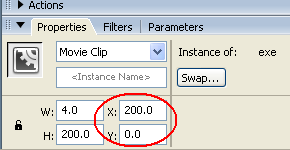 Actions
Properties Filters Parameters
Movie Clip Instance of: exe
<Instance Name> Swap...
W: 4.0 X: 200.0
H: 200.0 Y: 0.0